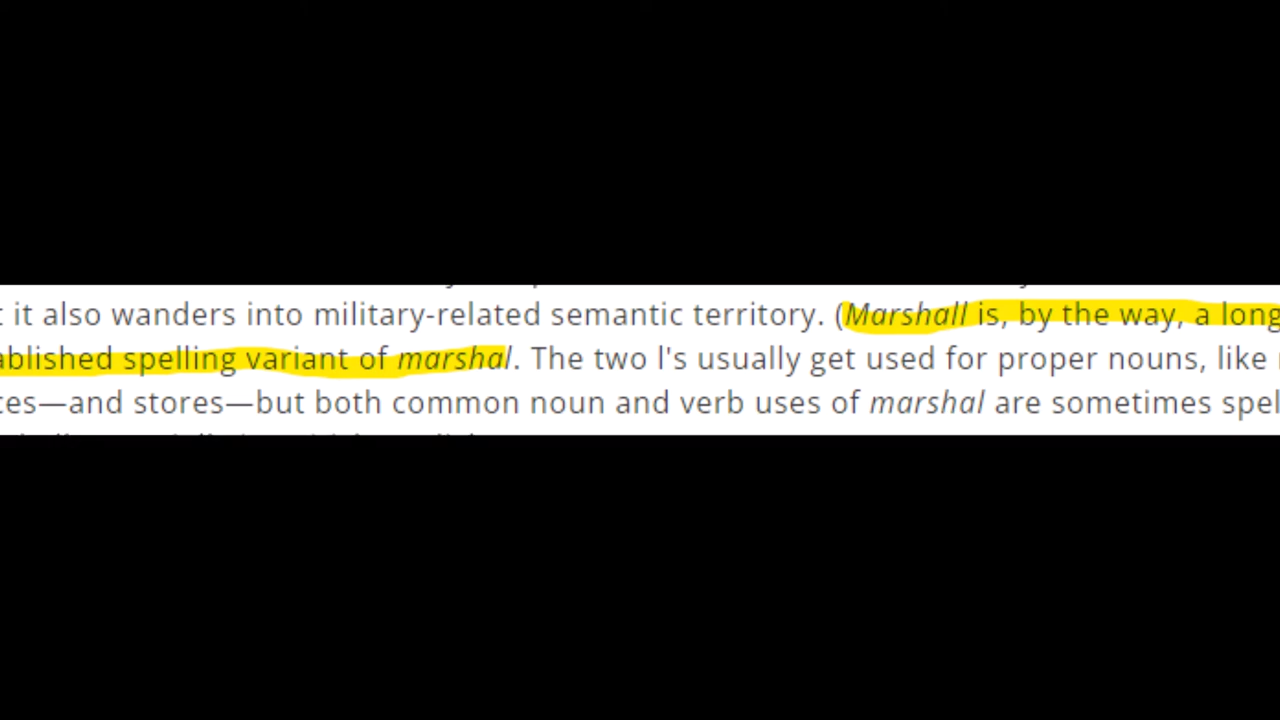 it also wanders into military-related semantic territory. (Marshall is, by the way, a long
ablished spelling variant of marshal. The two l's usually get used for proper nouns, like
ces—and stores—but both common noun and verb uses of marshal are sometimes spel